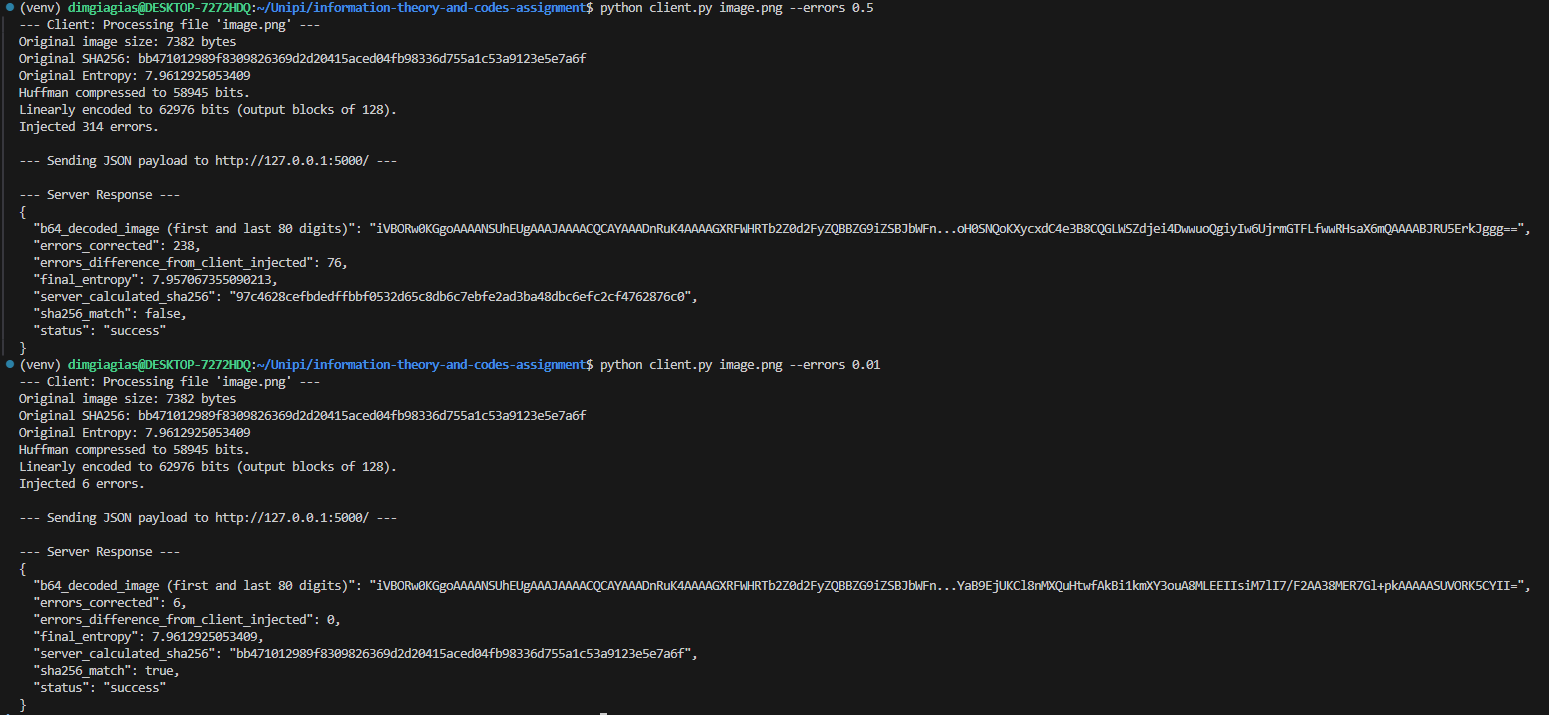 (venv) dimgiagias@DESKTOP-7272HDQ:~/Unipi/information-theory-and-codes-assignment$ python client.py image.png --errors 0.5
--- Client: Processing file 'image.png' ---
Original image size: 7382 bytes
Original SHA256: bb471012989f8309826369d2d20415aced04fb98336d755a1c53a9123e5e7a6f
Original Entropy: 7.9612925053409
Huffman compressed to 58945 bits.
Linearly encoded to 62976 bits (output blocks of 128).
Injected 314 errors.

--- Sending JSON payload to http://127.0.0.1:5000/ ---

--- Server Response ---
{
  "b64_decoded_image (first and last 80 digits)": "iVBORw0KGgoAAAANSUhEUgAAAJAAAACQCAYAAADnRuK4AAAAGXRFWHRTb2Z0d2FyZQBBZG9iZSBJbWFn...oH0SNQoKXycxdC4e3B8CQGLWSZdjei4DwwuoQgiyIw6UjrmGTFLfwwRHsaX6mQAAAABJRU5ErkJggg==",
  "errors_corrected": 238,
  "errors_difference_from_client_injected": 76,
  "final_entropy": 7.957067355090213,
  "server_calculated_sha256": "97c4628cefbdedffbbf0532d65c8db6c7ebfe2ad3ba48dbc6efc2cf4762876c0",
  "sha256_match": false,
  "status": "success"
}
(venv) dimgiagias@DESKTOP-7272HDQ:~/Unipi/information-theory-and-codes-assignment$ python client.py image.png --errors 0.01
--- Client: Processing file 'image.png' ---
Original image size: 7382 bytes
Original SHA256: bb471012989f8309826369d2d20415aced04fb98336d755a1c53a9123e5e7a6f
Original Entropy: 7.9612925053409
Huffman compressed to 58945 bits.
Linearly encoded to 62976 bits (output blocks of 128).
Injected 6 errors.

--- Sending JSON payload to http://127.0.0.1:5000/ ---

--- Server Response ---
{
  "b64_decoded_image (first and last 80 digits)": "iVBORw0KGgoAAAANSUhEUgAAAJAAAACQCAYAAADnRuK4AAAAGXRFWHRTb2Z0d2FyZQBBZG9iZSBJbWFn...YaB9EjUKCl8nMXQuHtwfAkBi1kmXY3ouA8MLEEIIsiM7lI7/F2AA38MER7Gl+pkAAAAASUVORK5CYII=",
  "errors_corrected": 6,
  "errors_difference_from_client_injected": 0,
  "final_entropy": 7.9612925053409,
  "server_calculated_sha256": "bb471012989f8309826369d2d20415aced04fb98336d755a1c53a9123e5e7a6f",
  "sha256_match": true,
  "status": "success"
}